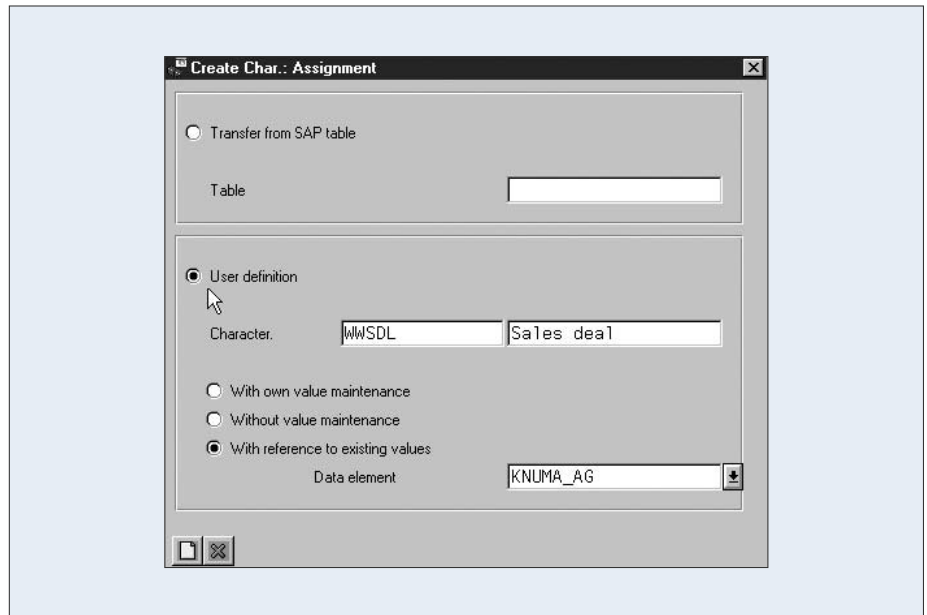 Create Char.: Assignment
Transfer from SAP table
Table
User definition
Character. WWSDL Sales deal
With own value maintenance
Without value maintenance
With reference to existing values
Data element KNUMA_AG